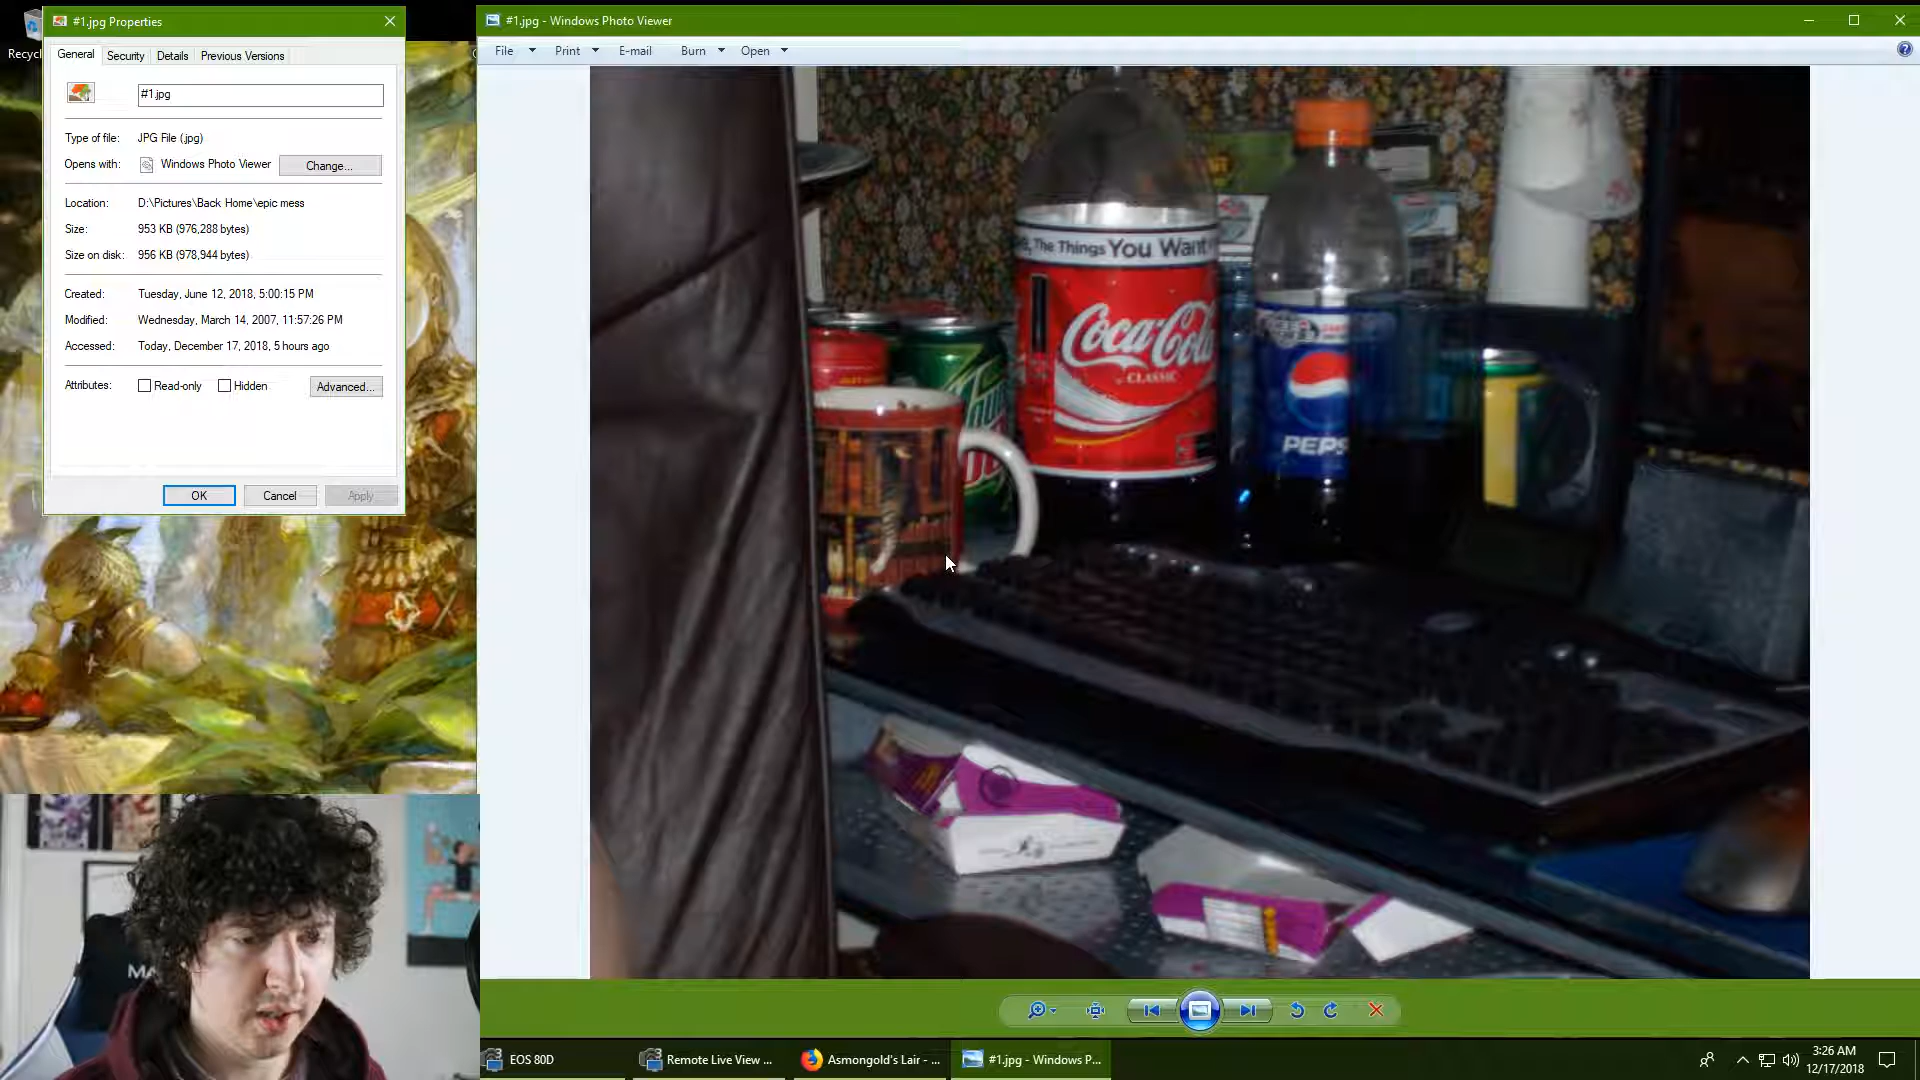 Recycl
#1.jpg Properties
General
Security
Details
Previous Versions
#1.jpg
Type of file: JPG File (.jpg)
Opens with: Windows Photo Viewer
Change...
Location: D:\Pictures\Back Home\epic mess
Size: 953 KB (976,288 bytes)
Size on disk: 956 KB (978,944 bytes)
Created: Tuesday, June 12, 2018, 5:00:15 PM
Modified: Wednesday, March 14, 2007, 11:57:26 PM
Accessed: Today, December 17, 2018, 5 hours ago
Attributes: Read-only Hidden
Advanced...
OK
Cancel
Apply
#1.jpg - Windows Photo Viewer
File Print E-mail Burn Open
The Things You Want
Coca-Cola
CLASSIC
PEPS
MA
EOS 80D
Remote Live View ...
Asmongold's Lair - ...
#1.jpg - Windows P...
3:26 AM
12/17/2018